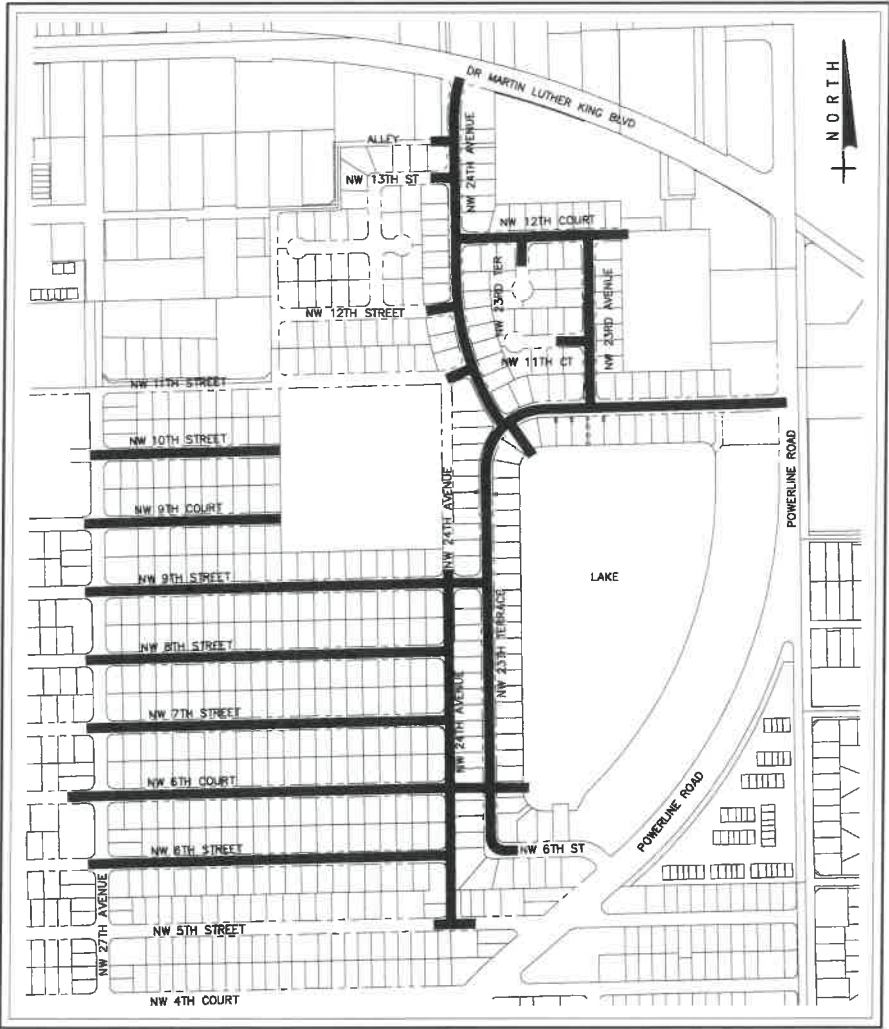 DR MARTIN LUTHER KING BLVD
NORTH
ALLEY
NW 24TH AVENUE
NW 13TH ST
NW 12TH COURT
NW 23RD TER
NW 23RD AVENUE
NW 12TH STREET
NW 11TH CT
NW 11TH STREET
NW 10TH STREET
POWERLINE ROAD
NW 9TH COURT
NW 24TH AVENUE
NW 9TH STREET
LAKE
NW 23TH TERRACE
NW 8TH STREET
NW 24TH AVENUE
NW 7TH STREET
NW 6TH COURT
POWERLINE ROAD
NW 6TH STREET
NW 6TH ST
NW 27TH AVENUE
NW 5TH STREET
NW 4TH COURT